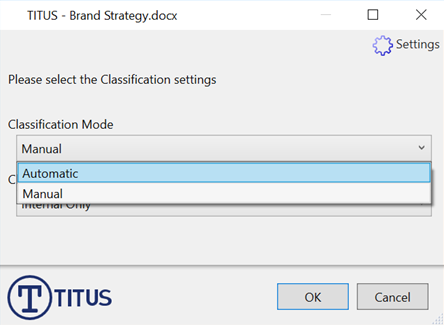 TITUS - Brand Strategy.docx
Settings
Please select the Classification settings
Classification Mode
Manual
Automatic
Manual
Internal Only
TITUS
OK
Cancel